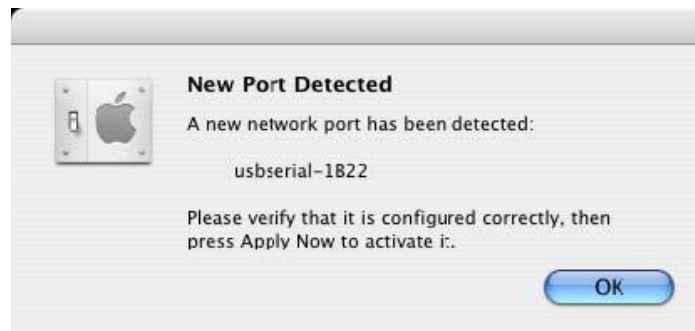 New Port Detected
A new network port has been detected:
usbserial-1B22
Please verify that it is configured correctly, then
press Apply Now to activate it.
OK